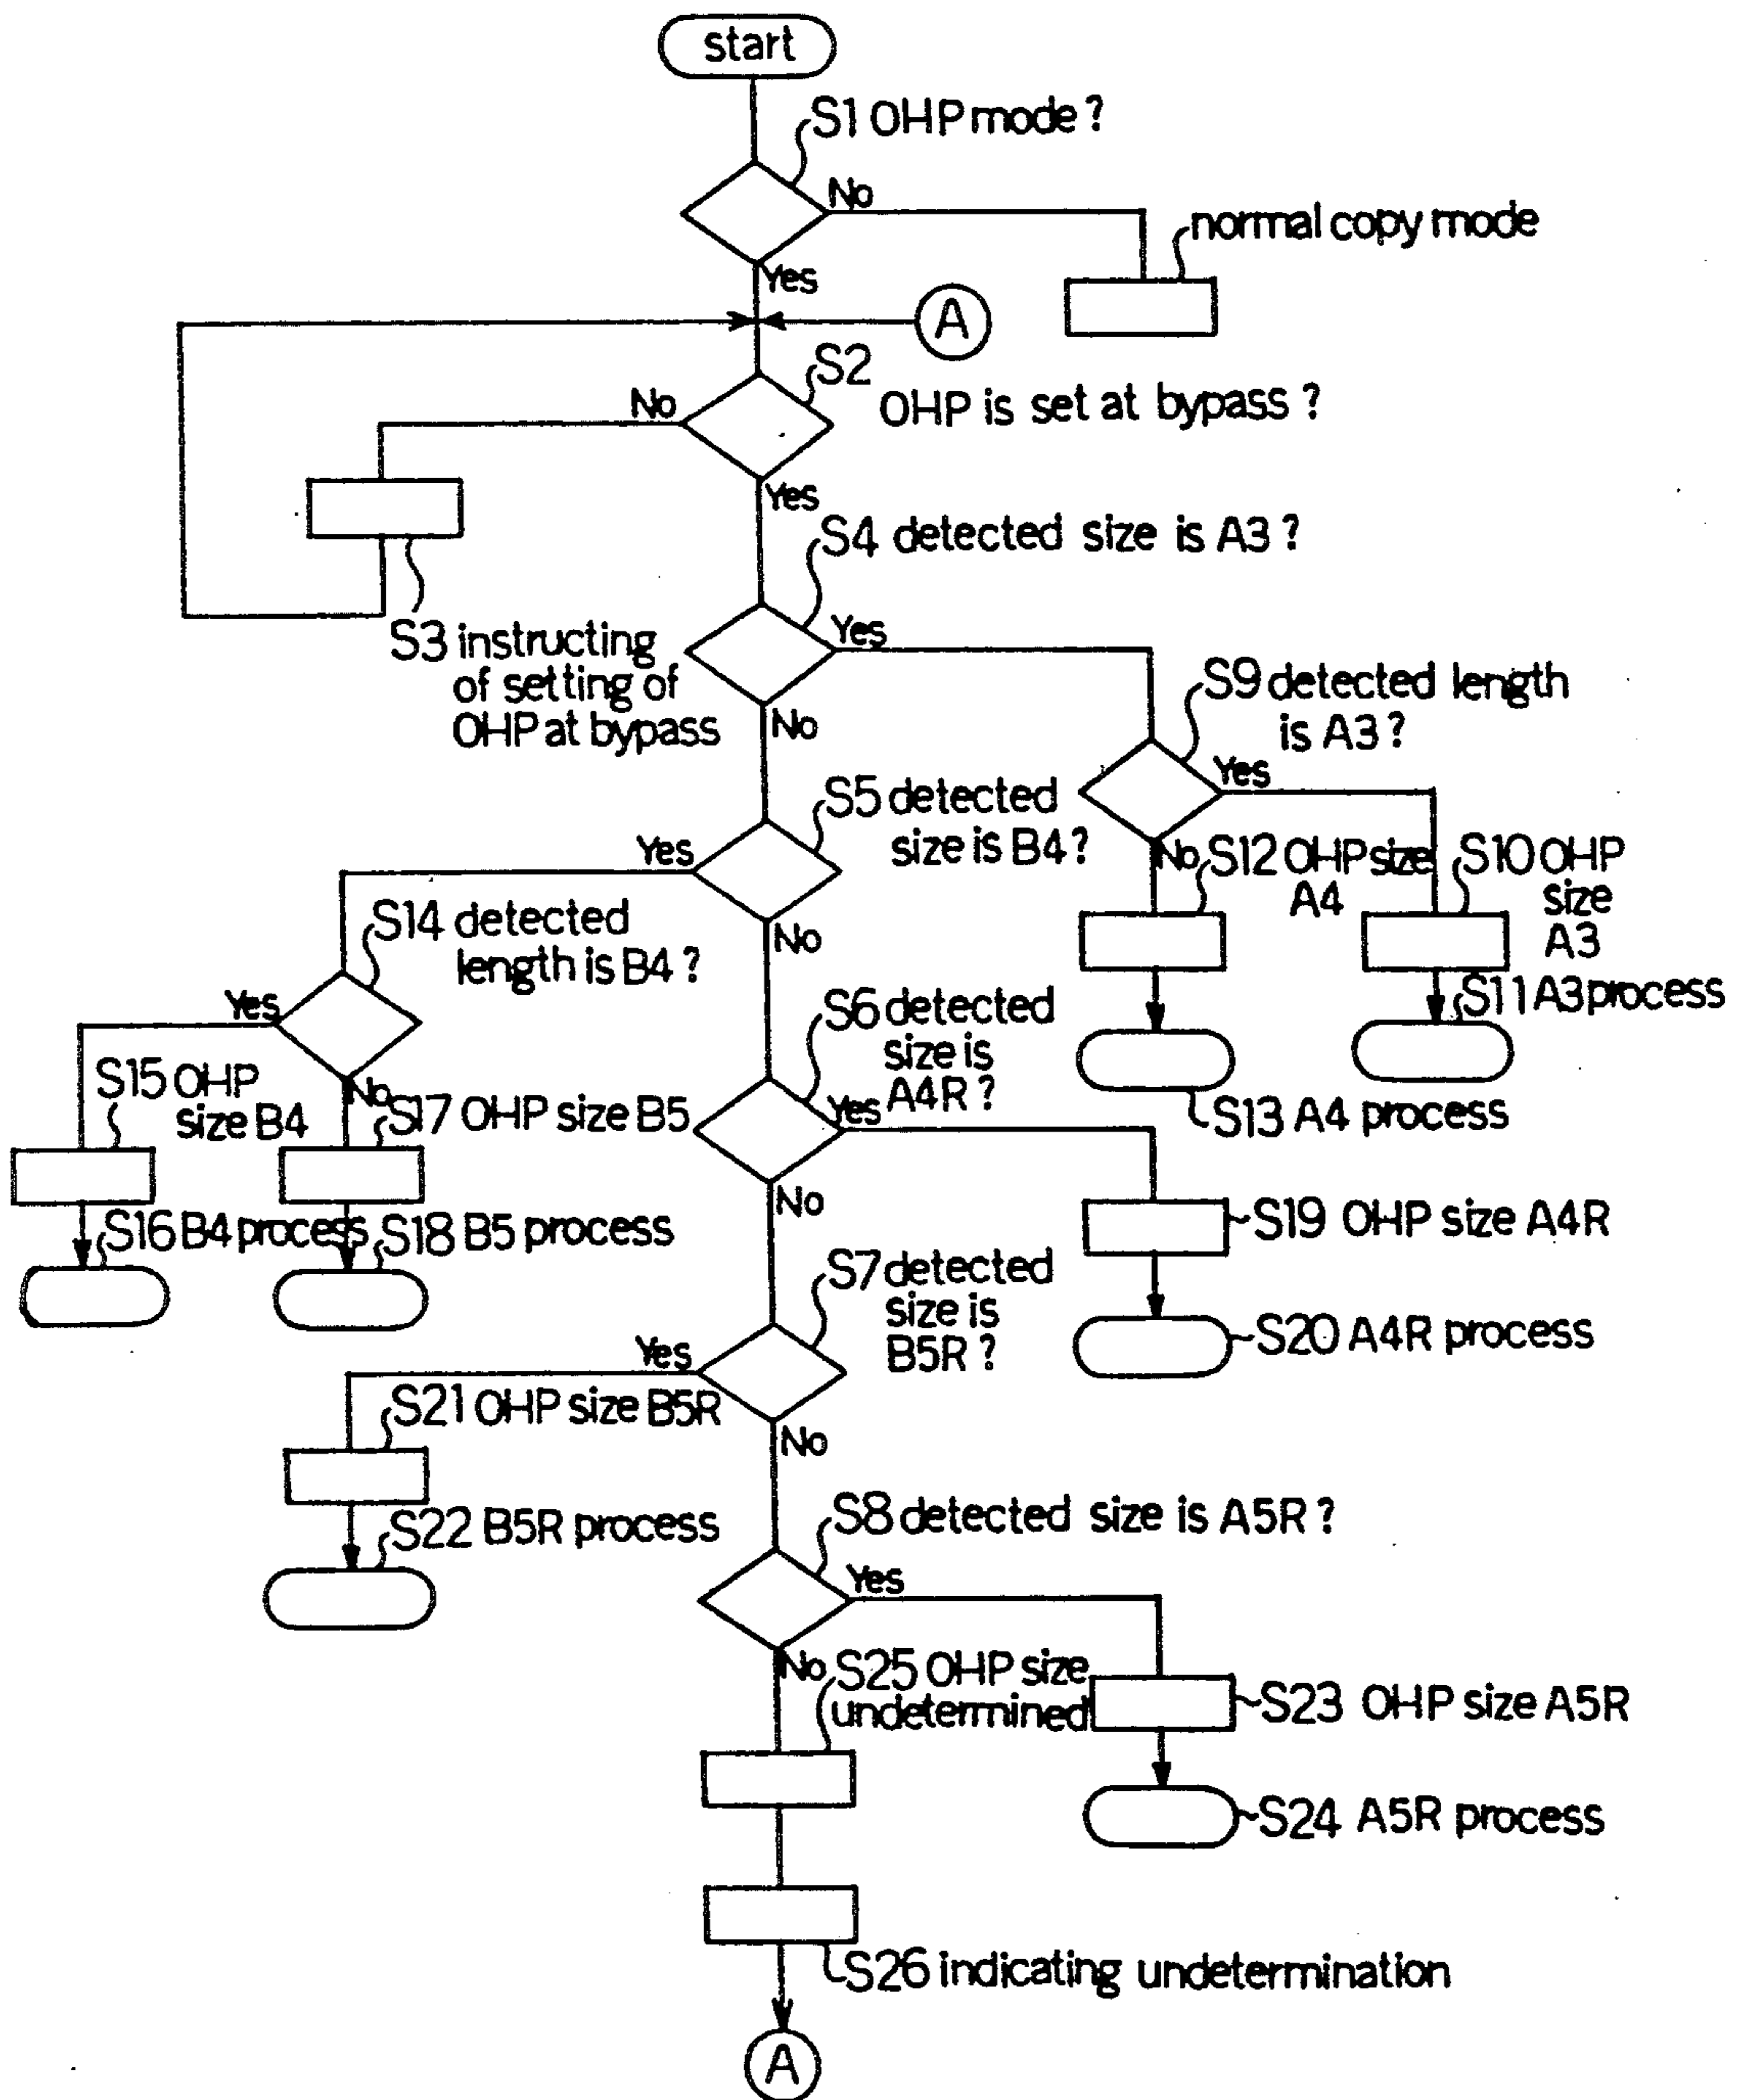 start
S1 OHP mode ?
No
normal copy mode
Yes
A
S2
OHP is set at bypass ?
No
Yes
S4 detected size is A3 ?
S3 instructing
of setting of
OHP at bypass
Yes
No
S9 detected length
is A3 ?
Yes
No
S12 OHP size
A4
S10 OHP
size
A3
S11 A3 process
S13 A4 process
S5 detected
size is B4 ?
Yes
No
S14 detected
length is B4 ?
Yes
No
S15 OHP
size B4
S17 OHP size B5
S16 B4 process
S18 B5 process
S6 detected
size is
A4R ?
Yes
No
S19 OHP size A4R
S20 A4R process
S7 detected
size is
B5R ?
Yes
No
S21 OHP size B5R
S22 B5R process
S8 detected size is A5R ?
Yes
No
S25 OHP size
undetermined
S23 OHP size A5R
S24 A5R process
S26 indicating undetermination
A